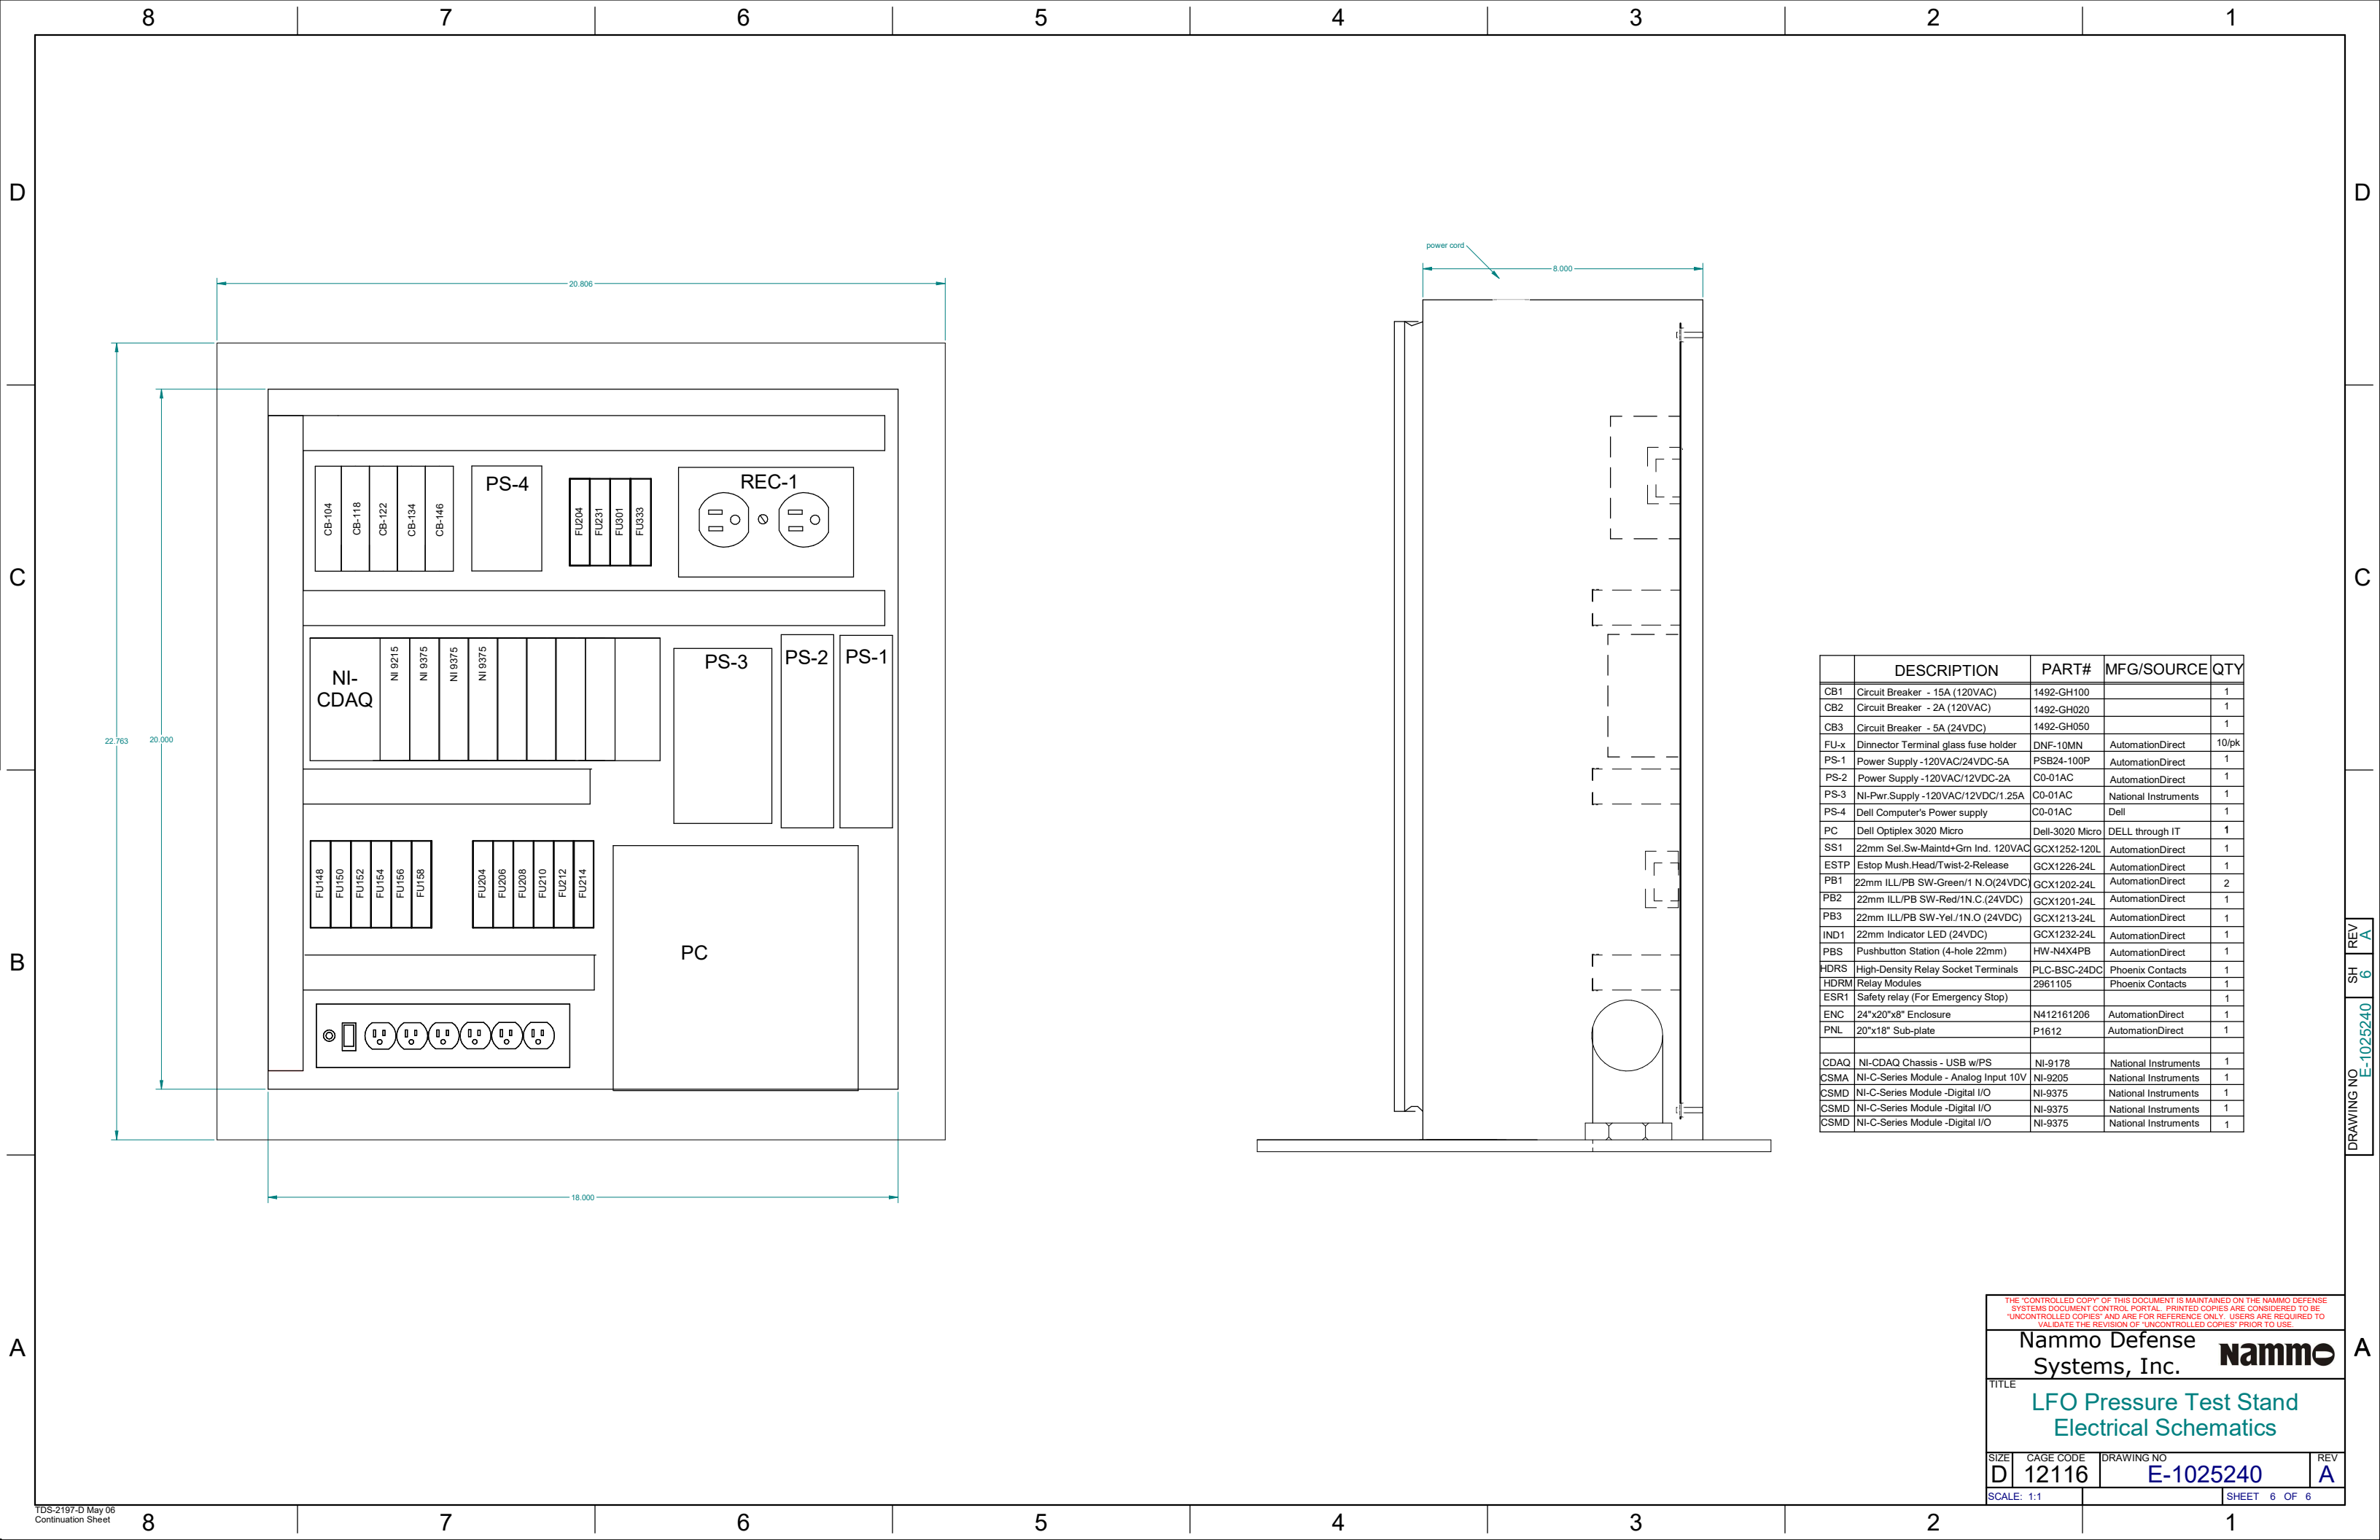 8 7 6 5 4 3 2 1
D D
C C
B
A A
20.806
22.763
20.000
18.000
CB-104 CB-118 CB-122 CB-134 CB-146
PS-4
FU204 FU231 FU301 FU333
REC-1
NI-
CDAQ
NI 9215 NI 9375 NI 9375 NI 9375
PS-3 PS-2 PS-1
FU148 FU150 FU152 FU154 FU156 FU158
FU204 FU206 FU208 FU210 FU212 FU214
PC
power cord
8.000
DESCRIPTION PART# MFG/SOURCE QTY
CB1 Circuit Breaker - 15A (120VAC) 1492-GH100 1
CB2 Circuit Breaker - 2A (120VAC) 1492-GH020 1
CB3 Circuit Breaker - 5A (24VDC) 1492-GH050 1
FU-x Dinnector Terminal glass fuse holder DNF-10MN AutomationDirect 10/pk
PS-1 Power Supply -120VAC/24VDC-5A PSB24-100P AutomationDirect 1
PS-2 Power Supply -120VAC/12VDC-2A C0-01AC AutomationDirect 1
PS-3 NI-Pwr.Supply -120VAC/12VDC/1.25A C0-01AC National Instruments 1
PS-4 Dell Computer's Power supply C0-01AC Dell 1
PC Dell Optiplex 3020 Micro Dell-3020 Micro DELL through IT 1
SS1 22mm Sel.Sw-Maintd+Grn Ind. 120VAC GCX1252-120L AutomationDirect 1
ESTP Estop Mush.Head/Twist-2-Release GCX1226-24L AutomationDirect 1
PB1 22mm ILL/PB SW-Green/1 N.O(24VDC) GCX1202-24L AutomationDirect 2
PB2 22mm ILL/PB SW-Red/1N.C.(24VDC) GCX1201-24L AutomationDirect 1
PB3 22mm ILL/PB SW-Yel./1N.O (24VDC) GCX1213-24L AutomationDirect 1
IND1 22mm Indicator LED (24VDC) GCX1232-24L AutomationDirect 1
PBS Pushbutton Station (4-hole 22mm) HW-N4X4PB AutomationDirect 1
HDRS High-Density Relay Socket Terminals PLC-BSC-24DC Phoenix Contacts 1
HDRM Relay Modules 2961105 Phoenix Contacts 1
ESR1 Safety relay (For Emergency Stop) 1
ENC 24"x20"x8" Enclosure N412161206 AutomationDirect 1
PNL 20"x18" Sub-plate P1612 AutomationDirect 1
CDAQ NI-CDAQ Chassis - USB w/PS NI-9178 National Instruments 1
CSMA NI-C-Series Module - Analog Input 10V NI-9205 National Instruments 1
CSMD NI-C-Series Module -Digital I/O NI-9375 National Instruments 1
CSMD NI-C-Series Module -Digital I/O NI-9375 National Instruments 1
CSMD NI-C-Series Module -Digital I/O NI-9375 National Instruments 1
DRAWING NO E-1025240 SH 6 REV A
THE "CONTROLLED COPY" OF THIS DOCUMENT IS MAINTAINED ON THE NAMMO DEFENSE
SYSTEMS DOCUMENT CONTROL PORTAL. PRINTED COPIES ARE CONSIDERED TO BE
"UNCONTROLLED COPIES" AND ARE FOR REFERENCE ONLY. USERS ARE REQUIRED TO
VALIDATE THE REVISION OF "UNCONTROLLED COPIES" PRIOR TO USE.
Nammo Defense
Systems, Inc.
Nammo
TITLE
LFO Pressure Test Stand
Electrical Schematics
SIZE CAGE CODE DRAWING NO REV
D 12116 E-1025240 A
SCALE: 1:1 SHEET 6 OF 6
TDS-2197-D May 06
Continuation Sheet
8 7 6 5 4 3 2 1